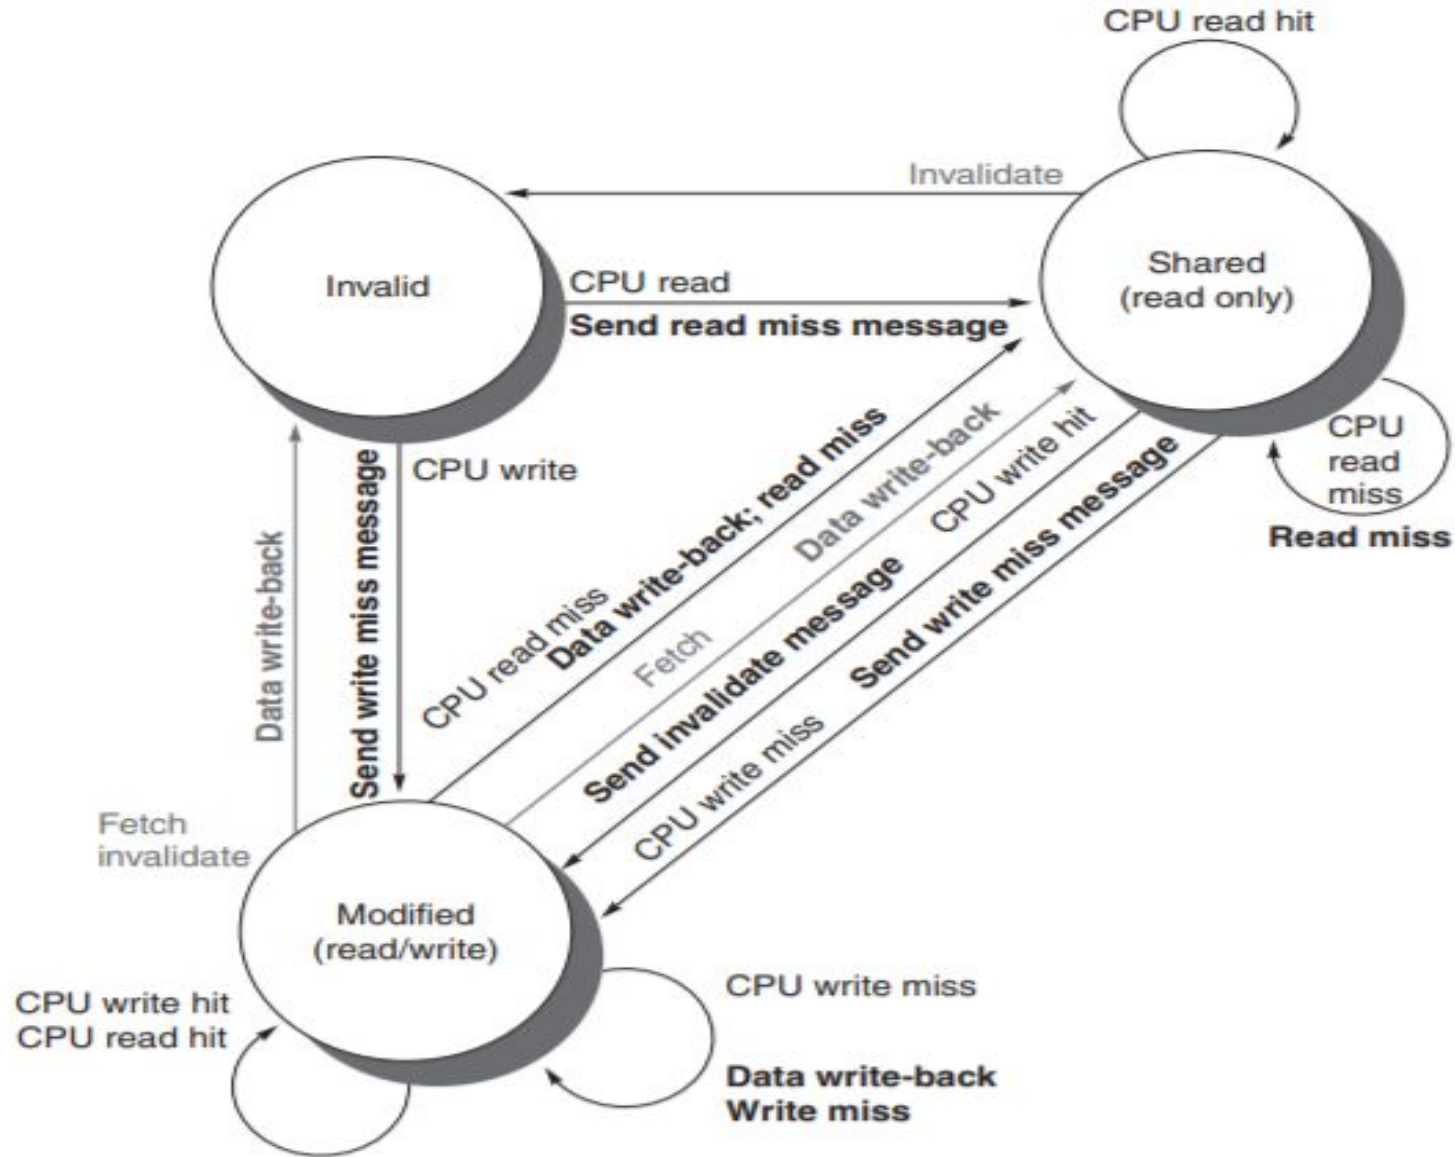 CPU read hit
Invalidate
Invalid
Shared
(read only)
CPU read
Send read miss message
CPU write
Send write miss message
Data write-back
Fetch
invalidate
CPU read miss
Data write-back; read miss
Fetch
Data write-back
Send invalidate message
CPU write hit
CPU write miss
Send write miss message
CPU
read
miss
Read miss
Modified
(read/write)
CPU write hit
CPU read hit
CPU write miss
Data write-back
Write miss